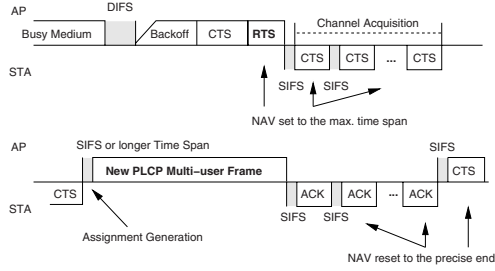 DIFS
AP
Channel Acquisition
Busy Medium Backoff CTS RTS
CTS CTS ... CTS
STA
SIFS SIFS
NAV set to the max. time span
AP SIFS or longer Time Span SIFS
New PLCP Multi-user Frame CTS
CTS ACK ACK ... ACK
STA
SIFS SIFS
Assignment Generation
NAV reset to the precise end